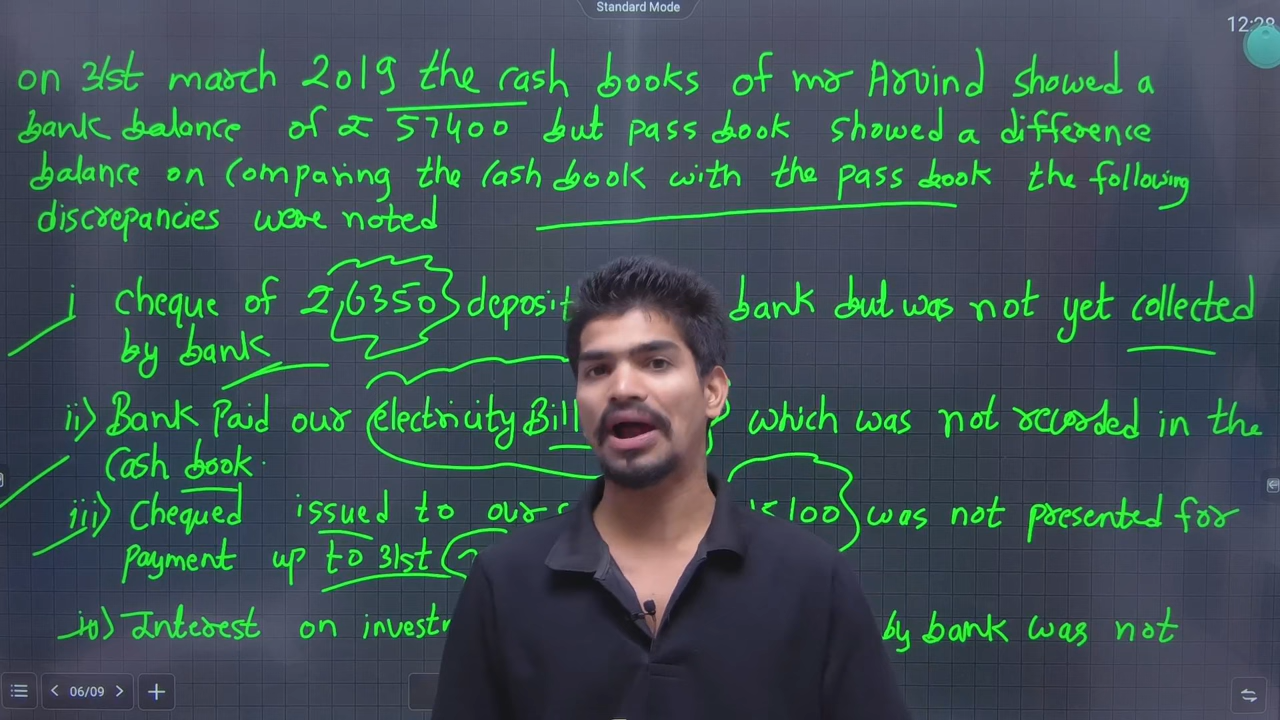 Standard Mode
12:28
on 31st march 2019 the cash books of mr Arvind showed a
bank balance of ₹ 57400 but pass book showed a difference
balance on comparing the cash book with the pass book the following
discrepancies were noted
i cheque of 2,6350 deposit bank but was not yet collected
by bank
ii) Bank Paid our electricity Bill which was not recorded in the
cash book.
iii) Chequed issued to our 15100 was not presented for
payment up to 31st
iv) Interest on by bank was not
06/09